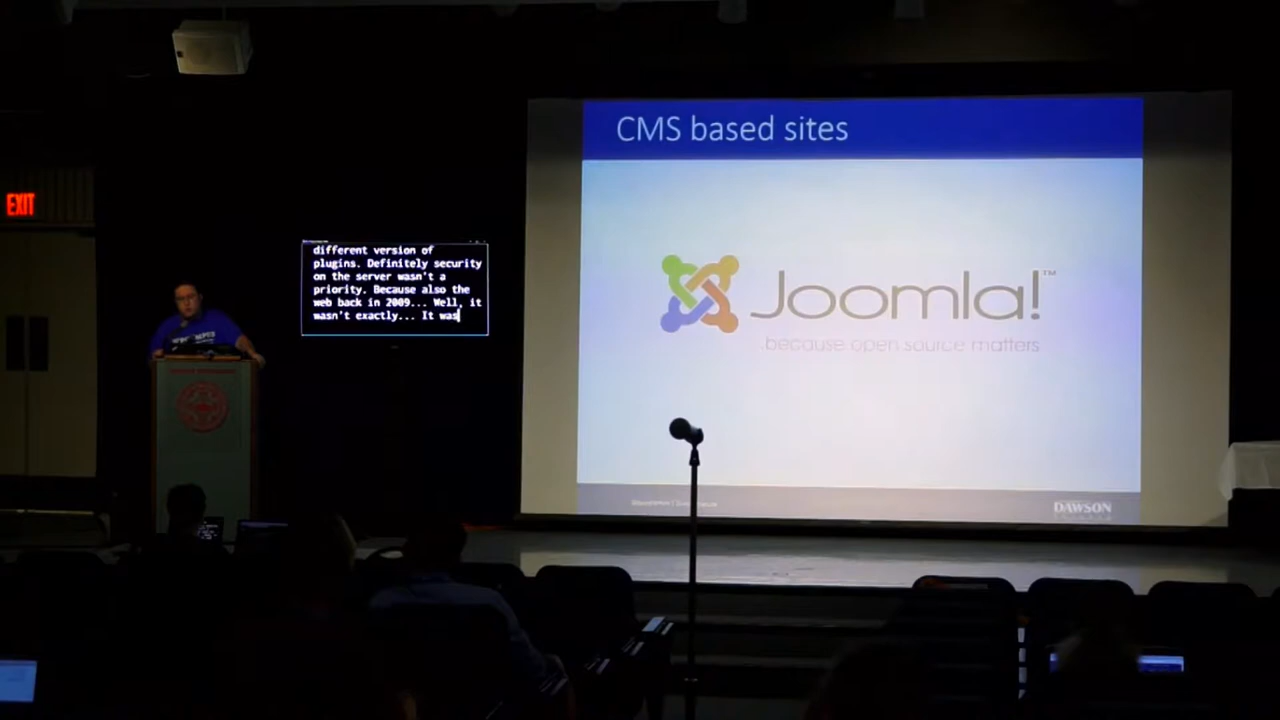 EXIT
different version of
plugins. Definitely security
on the server wasn't a
priority. Because also the
web back in 2009... Well, it
wasn't exactly... It was
CMS based sites
Joomla!™
because open source matters
DAWSON